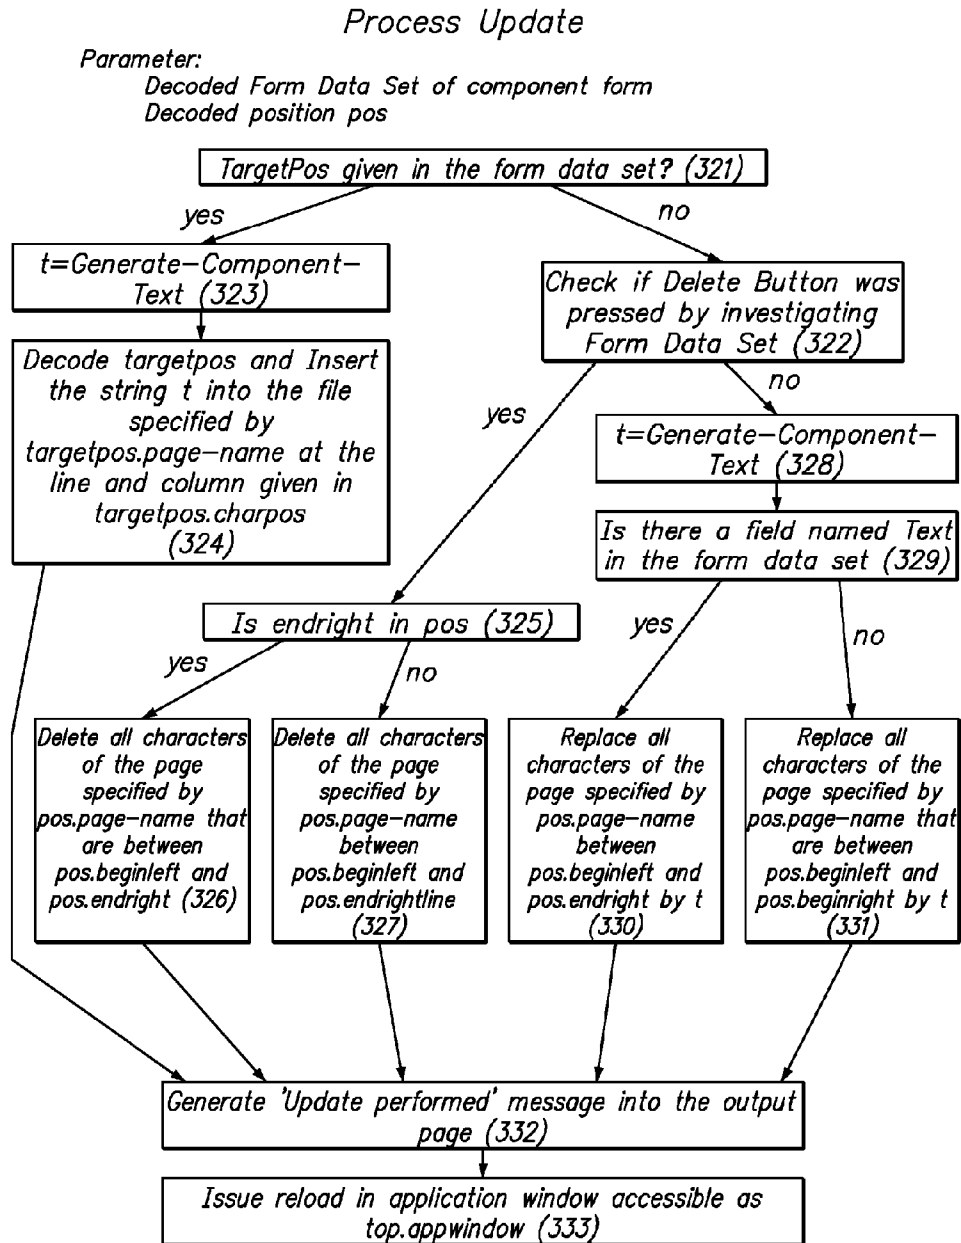 Process Update
Parameter:
Decoded Form Data Set of component form
Decoded position pos
TargetPos given in the form data set? (321)
yes
no
t=Generate-Component-
Text (323)
Check if Delete Button was
pressed by investigating
Form Data Set (322)
Decode targetpos and Insert
the string t into the file
specified by
targetpos.page-name at the
line and column given in
targetpos.charpos
(324)
yes
no
t=Generate-Component-
Text (328)
Is there a field named Text
in the form data set (329)
Is endright in pos (325)
yes
no
yes
no
Delete all characters
of the page
specified by
pos.page-name that
are between
pos.beginleft and
pos.endright (326)
Delete all characters
of the page
specified by
pos.page-name
between
pos.beginleft and
pos.endrightline
(327)
Replace all
characters of the
page specified by
pos.page-name
between
pos.beginleft and
pos.endright by t
(330)
Replace all
characters of the
page specified by
pos.page-name that
are between
pos.beginleft and
pos.beginright by t
(331)
Generate 'Update performed' message into the output
page (332)
Issue reload in application window accessible as
top.appwindow (333)